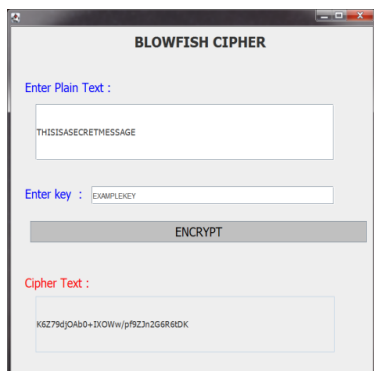 BLOWFISH CIPHER
Enter Plain Text :
THISISASECRETMESSAGE
Enter key : EXAMPLEKEY
ENCRYPT
Cipher Text :
K6Z79djOAb0+IXOWw/pf9ZJn2G6R6tDK